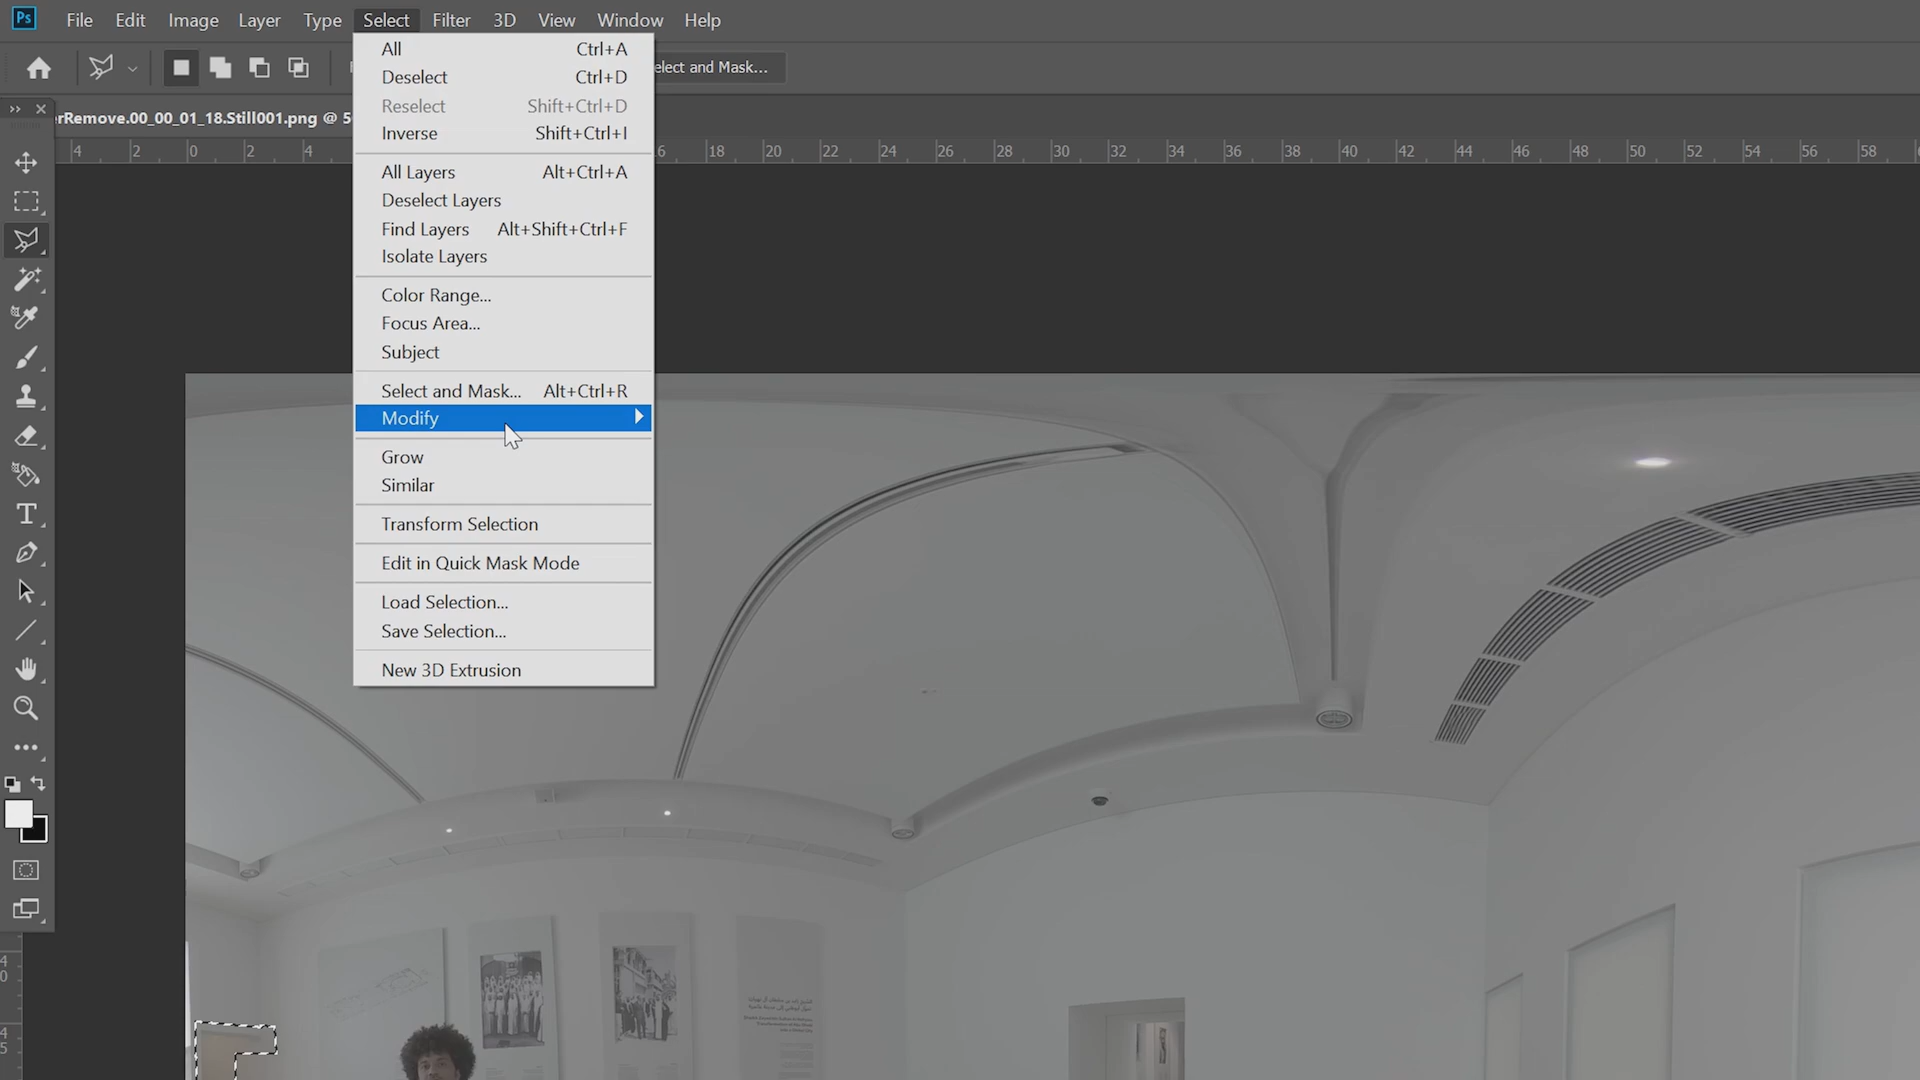 Ps File Edit Image Layer Type Select Filter 3D View Window Help
elect and Mask...
rRemove.00_00_01_18.Still001.png @ 5
4 2 0 2 4 6 18 20 22 24 26 28 30 32 34 36 38 40 42 44 46 48 50 52 54 56 58
All Ctrl+A
Deselect Ctrl+D
Reselect Shift+Ctrl+D
Inverse Shift+Ctrl+I
All Layers Alt+Ctrl+A
Deselect Layers
Find Layers Alt+Shift+Ctrl+F
Isolate Layers
Color Range...
Focus Area...
Subject
Select and Mask... Alt+Ctrl+R
Modify
Grow
Similar
Transform Selection
Edit in Quick Mask Mode
Load Selection...
Save Selection...
New 3D Extrusion
T
4
0
4
5